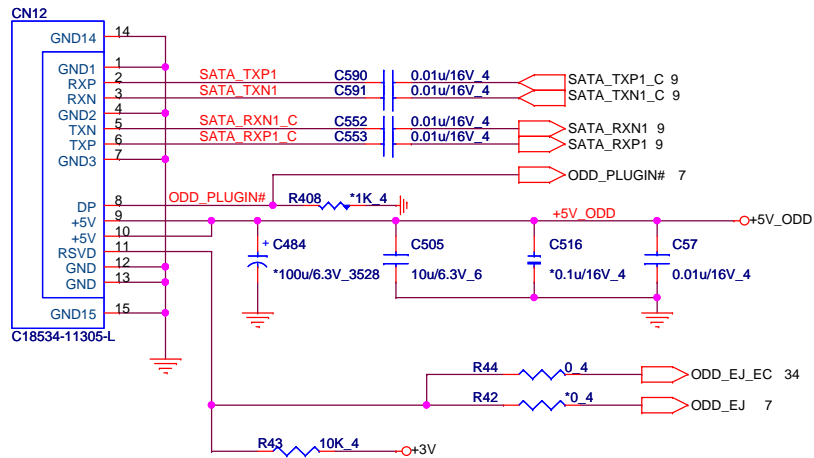 CN12
GND14 14
GND1 1
RXP 2 SATA_TXP1 C590 0.01u/16V_4 SATA_TXP1_C 9
RXN 3 SATA_TXN1 C591 0.01u/16V_4 SATA_TXN1_C 9
GND2 4
TXN 5 SATA_RXN1_C C552 0.01u/16V_4 SATA_RXN1 9
TXP 6 SATA_RXP1_C C553 0.01u/16V_4 SATA_RXP1 9
GND3 7
ODD_PLUGIN# 7
DP 8 ODD_PLUGIN# R408 *1K_4
+5V 9 +5V_ODD +5V_ODD
+5V 10
RSVD 11
GND 12
GND 13
+ C484 C505 C516 C57
*100u/6.3V_3528 10u/6.3V_6 *0.1u/16V_4 0.01u/16V_4
GND15 15
C18534-11305-L
R44 0_4 ODD_EJ_EC 34
R42 *0_4 ODD_EJ 7
R43 10K_4 +3V